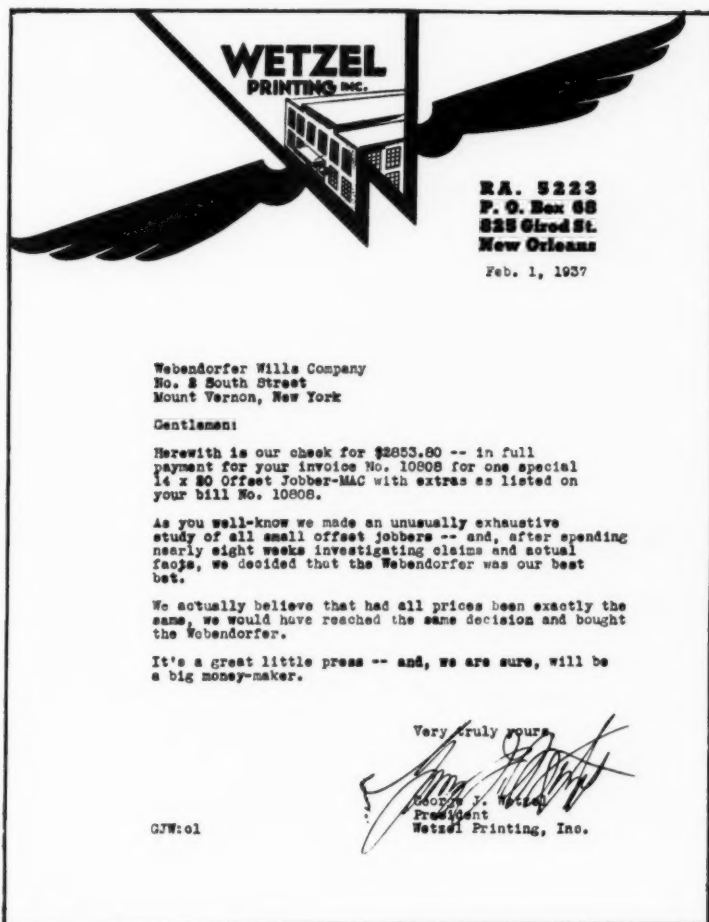 WETZEL
PRINTING INC.
RA. 5223
P. O. Box 68
825 Girod St.
New Orleans
Feb. 1, 1937
Webendorfer Wills Company
No. 2 South Street
Mount Vernon, New York
Gentlemen:
Herewith is our check for $2853.80 -- in full
payment for your invoice No. 10808 for one special
14 x 20 Offset Jobber-MAC with extras as listed on
your bill No. 10808.
As you well-know we made an unusually exhaustive
study of all small offset jobbers -- and, after spending
nearly eight weeks investigating claims and actual
facts, we decided that the Webendorfer was our best
bet.
We actually believe that had all prices been exactly the
same, we would have reached the same decision and bought
the Webendorfer.
It's a great little press -- and, we are sure, will be
a big money-maker.
Very truly yours,
George J. Wetzel
President
GJW:ol
Wetzel Printing, Inc.